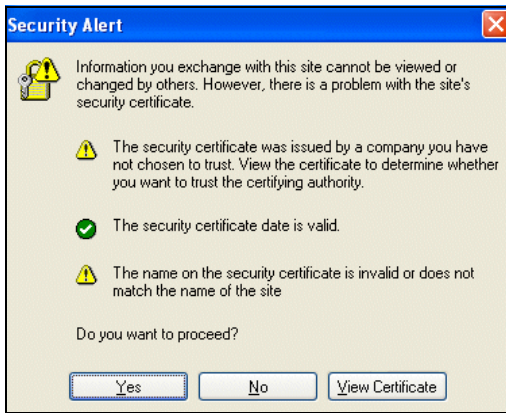 Security Alert
Information you exchange with this site cannot be viewed or
changed by others. However, there is a problem with the site's
security certificate.
The security certificate was issued by a company you have
not chosen to trust. View the certificate to determine whether
you want to trust the certifying authority.
The security certificate date is valid.
The name on the security certificate is invalid or does not
match the name of the site
Do you want to proceed?
Yes No View Certificate